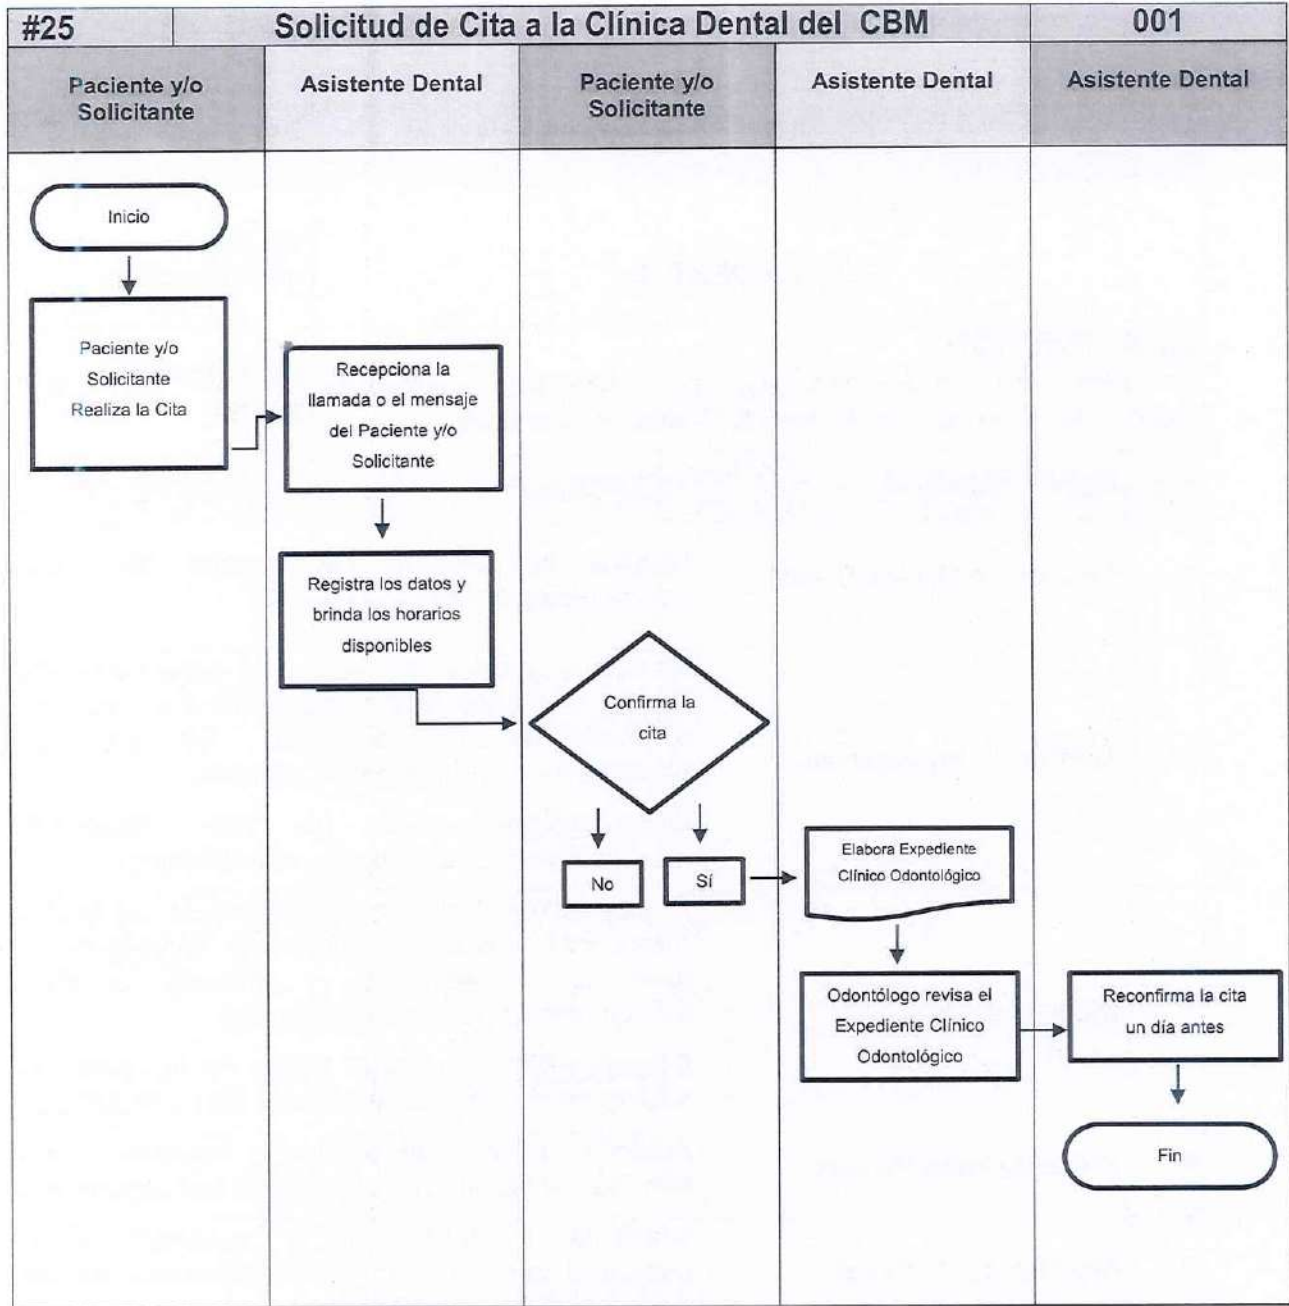 #25 Solicitud de Cita a la Clínica Dental del CBM 001
Paciente y/o
Solicitante
Asistente Dental
Paciente y/o
Solicitante
Asistente Dental
Asistente Dental
Inicio
Paciente y/o
Solicitante
Realiza la Cita
Recepciona la
llamada o el mensaje
del Paciente y/o
Solicitante
Registra los datos y
brinda los horarios
disponibles
Confirma la
cita
No
Sí
Elabora Expediente
Clínico Odontológico
Odontólogo revisa el
Expediente Clínico
Odontológico
Reconfirma la cita
un día antes
Fin